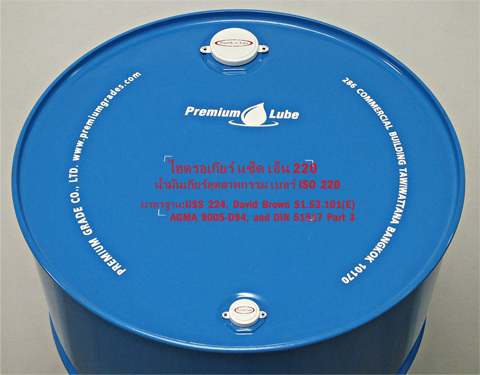 Premium Lube
ไฮดรอเกียร์ แซ็ด เอ็น 220
น้ำมันเกียร์อุตสาหกรรม เบอร์ ISO 220
มาตรฐาน:USS 224, David Brown S1.53.101(E)
AGMA 9005-D94, and DIN 51517 Part 3
PREMIUM GRADE CO., LTD. www.premiumgrades.com
286 COMMERCIAL BUILDING TAWIWATTANA BANGKOK 10170